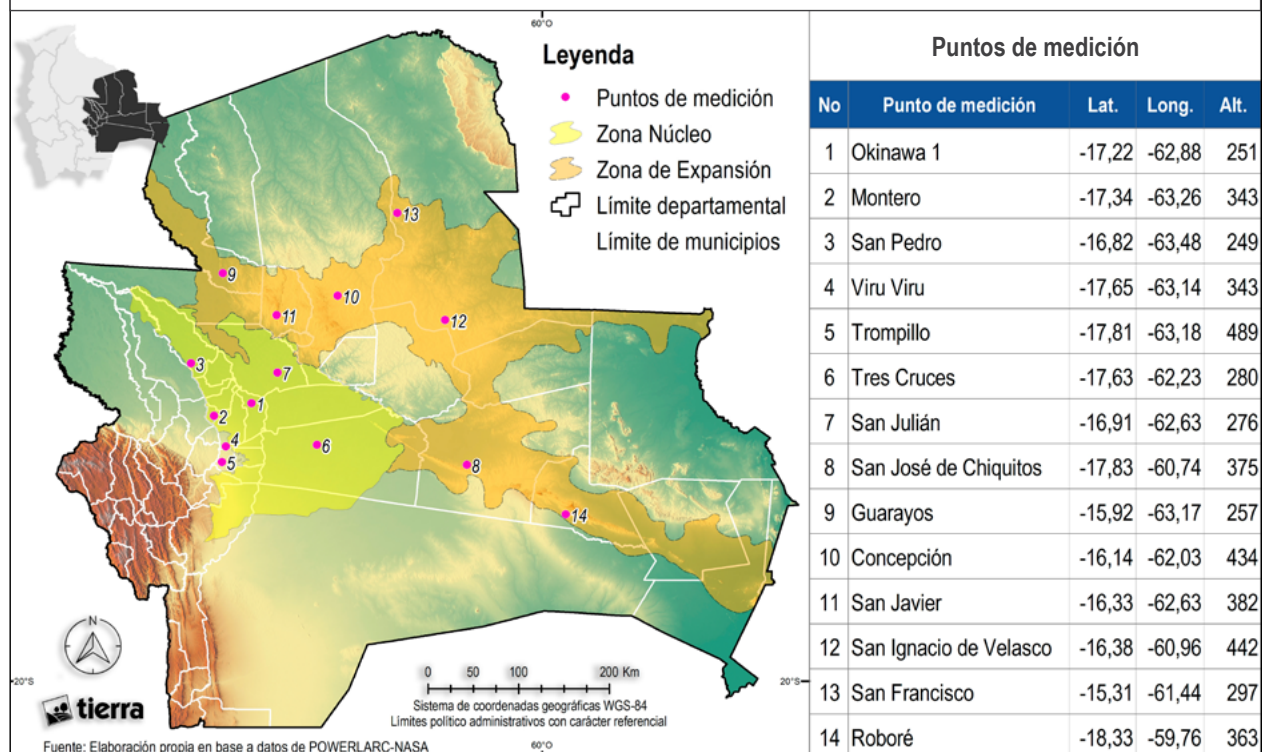 60°O
Leyenda
Puntos de medición
Zona Núcleo
Zona de Expansión
Límite departamental
Límite de municipios
13
9
10
11
12
3
7
1
2
4
6
5
8
14
N
0 50 100 200 Km
20°S
20°S
Sistema de coordenadas geográficas WGS-84
Limites político administrativos con carácter referencial
tierra
Fuente: Elaboración propia en base a datos de POWERLARC-NASA
60°O
Puntos de medición
No Punto de medición Lat. Long. Alt.
1 Okinawa 1 -17,22 -62,88 251
2 Montero -17,34 -63,26 343
3 San Pedro -16,82 -63,48 249
4 Viru Viru -17,65 -63,14 343
5 Trompillo -17,81 -63,18 489
6 Tres Cruces -17,63 -62,23 280
7 San Julián -16,91 -62,63 276
8 San José de Chiquitos -17,83 -60,74 375
9 Guarayos -15,92 -63,17 257
10 Concepción -16,14 -62,03 434
11 San Javier -16,33 -62,63 382
12 San Ignacio de Velasco -16,38 -60,96 442
13 San Francisco -15,31 -61,44 297
14 Roboré -18,33 -59,76 363